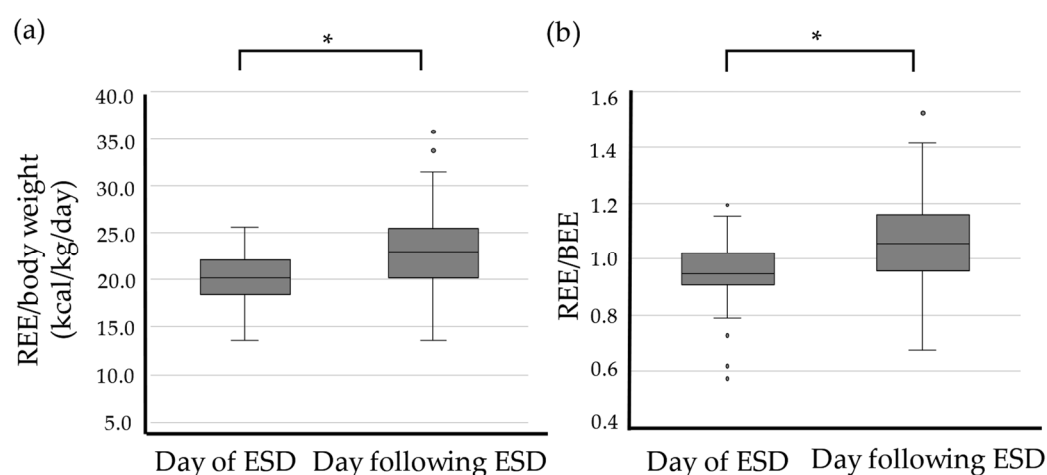 (a)
*
REE/body weight
(kcal/kg/day)
40.0
35.0
30.0
25.0
20.0
15.0
10.0
5.0
Day of ESD
Day following ESD
(b)
*
REE/BEE
1.6
1.4
1.2
1.0
0.8
0.6
0.4
Day of ESD
Day following ESD